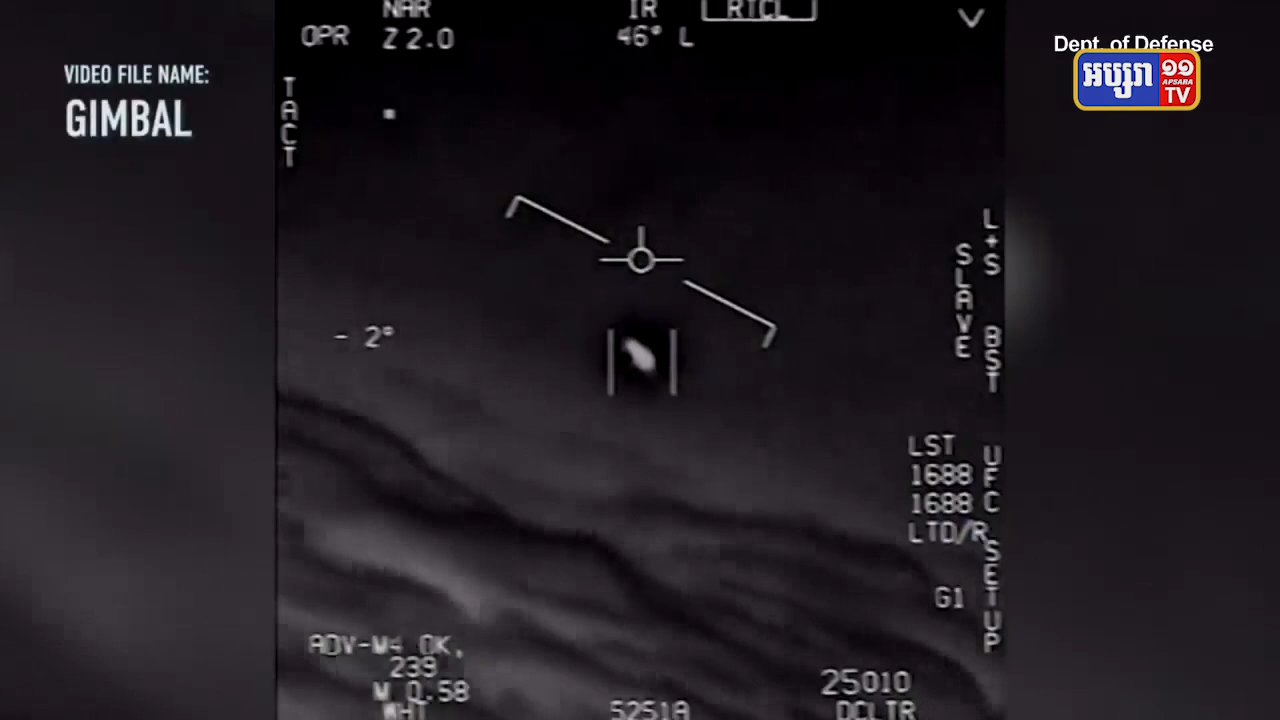 NAR
IR
RTCL
OPR
Z 2.0
46° L
Dept. of Defense
VIDEO FILE NAME:
GIMBAL
អប្សរា ១១
APSARA
TV
TACT
L+S
SLAVE
BST
- 2°
LST
1688
1688
LTD/R
UFC
SETUP
G1
ADV-M4 OK,
239
M 0.58
WHT
25010
5251A
DCLTR